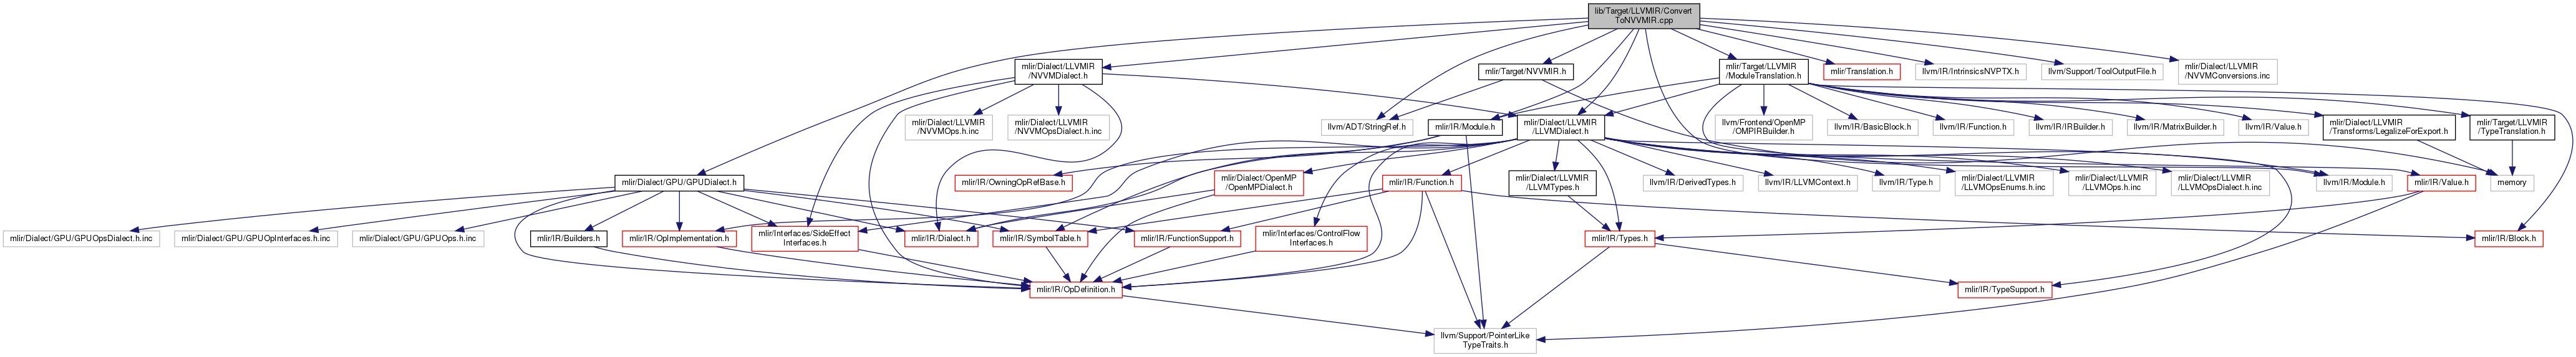 lib/Target/LLVMIR/Convert
ToNVVMIR.cpp
mlir/Dialect/LLVMIR
/NVVMDialect.h
mlir/Target/NVVMIR.h
mlir/Target/LLVMIR
/ModuleTranslation.h
mlir/Translation.h
llvm/IR/IntrinsicsNVPTX.h
llvm/Support/ToolOutputFile.h
mlir/Dialect/LLVMIR
/NVVMConversions.inc
mlir/Dialect/LLVMIR
/NVVMOps.h.inc
mlir/Dialect/LLVMIR
/NVVMOpsDialect.h.inc
llvm/ADT/StringRef.h
mlir/IR/Module.h
mlir/Dialect/LLVMIR
/LLVMDialect.h
llvm/Frontend/OpenMP
/OMPIRBuilder.h
llvm/IR/BasicBlock.h
llvm/IR/Function.h
llvm/IR/IRBuilder.h
llvm/IR/MatrixBuilder.h
llvm/IR/Value.h
mlir/Dialect/LLVMIR
/Transforms/LegalizeForExport.h
mlir/Target/LLVMIR
/TypeTranslation.h
mlir/Dialect/GPU/GPUDialect.h
mlir/IR/OwningOpRefBase.h
mlir/Dialect/OpenMP
/OpenMPDialect.h
mlir/IR/Function.h
mlir/Dialect/LLVMIR
/LLVMTypes.h
llvm/IR/DerivedTypes.h
llvm/IR/LLVMContext.h
llvm/IR/Type.h
mlir/Dialect/LLVMIR
/LLVMOpsEnums.h.inc
mlir/Dialect/LLVMIR
/LLVMOps.h.inc
mlir/Dialect/LLVMIR
/LLVMOpsDialect.h.inc
llvm/IR/Module.h
mlir/IR/Value.h
memory
mlir/Dialect/GPU/GPUOpsDialect.h.inc
mlir/Dialect/GPU/GPUOpInterfaces.h.inc
mlir/Dialect/GPU/GPUOps.h.inc
mlir/IR/Builders.h
mlir/IR/OpImplementation.h
mlir/Interfaces/SideEffect
Interfaces.h
mlir/IR/Dialect.h
mlir/IR/SymbolTable.h
mlir/IR/FunctionSupport.h
mlir/Interfaces/ControlFlow
Interfaces.h
mlir/IR/Types.h
mlir/IR/Block.h
mlir/IR/OpDefinition.h
mlir/IR/TypeSupport.h
llvm/Support/PointerLike
TypeTraits.h